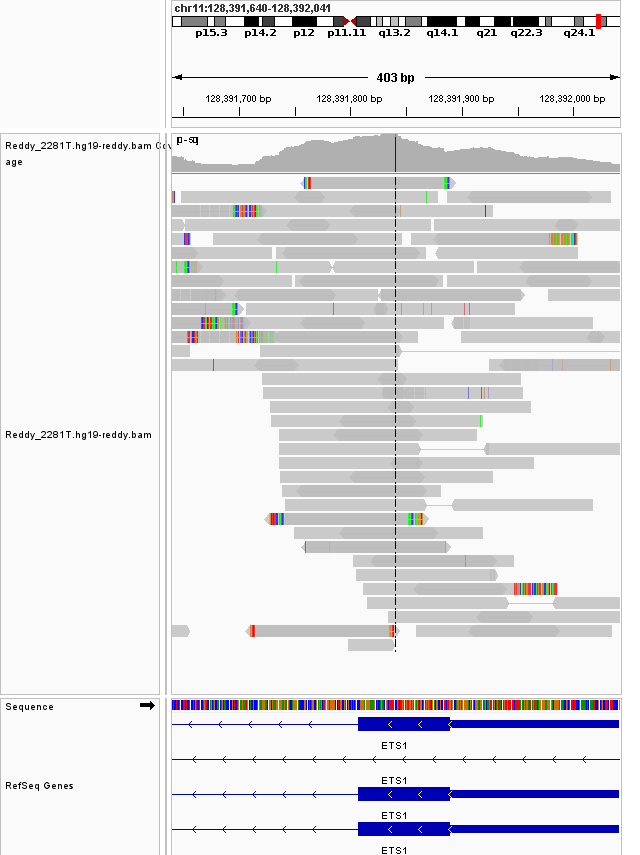 chr11:128,391,640-128,392,041
p15.3 p14.2 p12 p11.11 q13.2 q14.1 q21 q22.3 q24.1
403 bp
128,391,700 bp 128,391,800 bp 128,391,900 bp 128,392,000 bp
[0-50]
Reddy_2281T.hg19-reddy.bam Cov
age
Reddy_2281T.hg19-reddy.bam
Sequence
ETS1
ETS1
RefSeq Genes
ETS1
ETS1